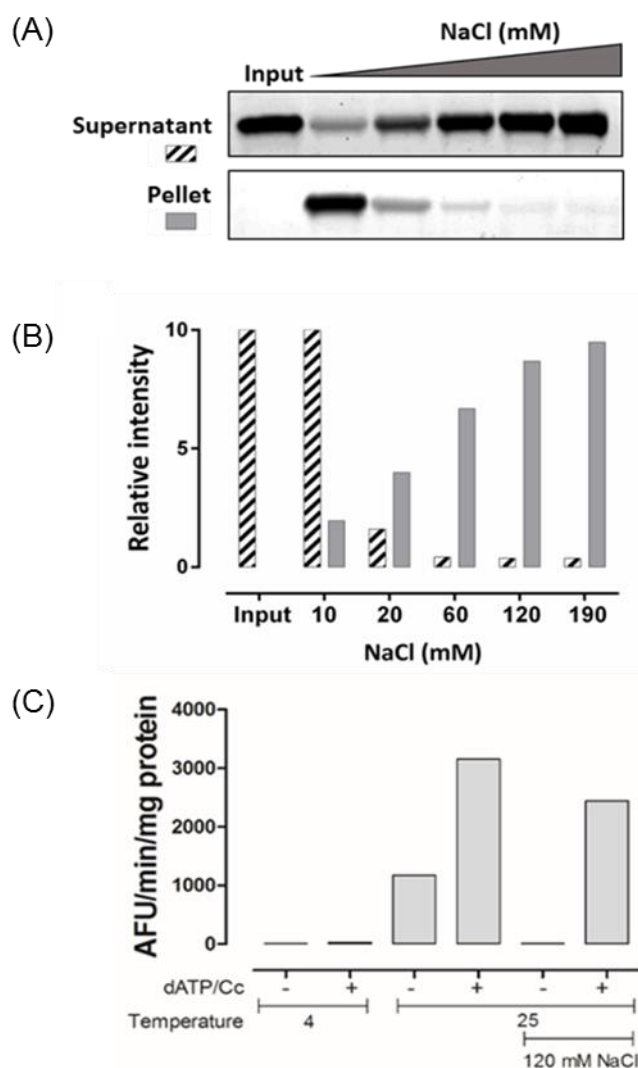 (A)
NaCl (mM)
Input
Supernatant
Pellet
(B)
10
5
0
Relative intensity
Input 10 20 60 120 190
NaCl (mM)
(C)
4000
3000
2000
1000
0
AFU/min/mg protein
dATP/Cc - + - + - +
Temperature 4 25
120 mM NaCl